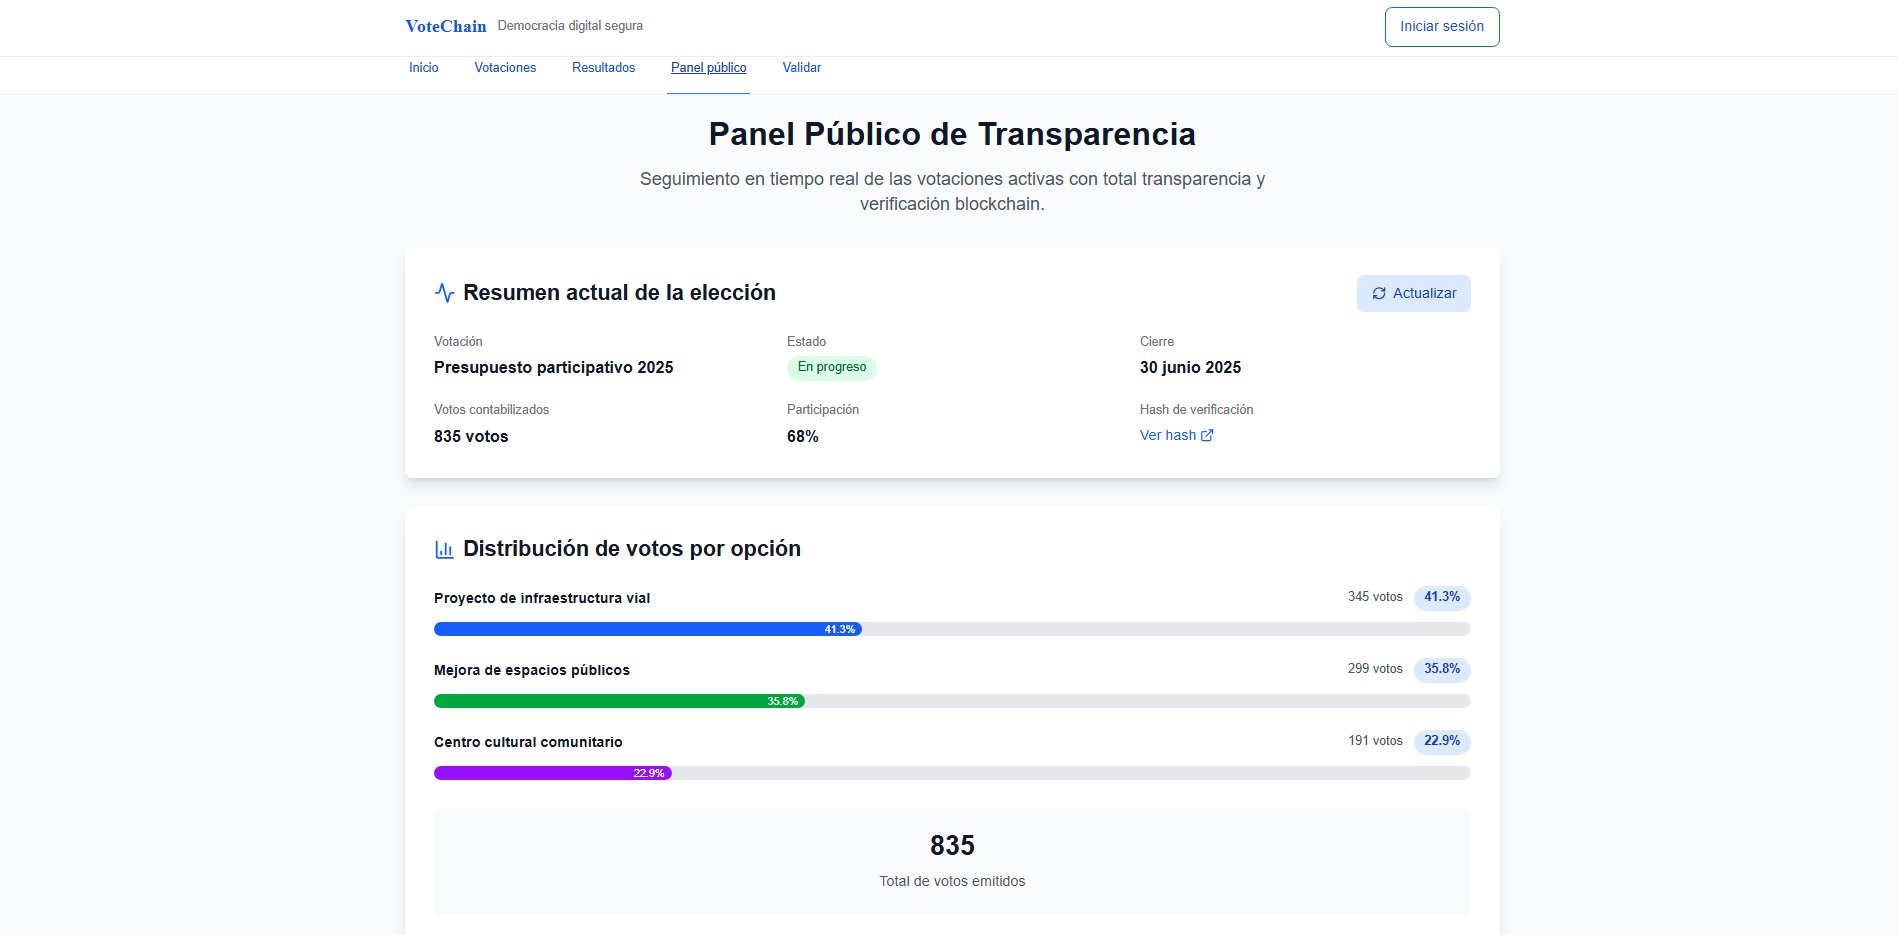 VoteChain Democracia digital segura
Iniciar sesión
Inicio Votaciones Resultados Panel público Validar
Panel Público de Transparencia
Seguimiento en tiempo real de las votaciones activas con total transparencia y
verificación blockchain.
Resumen actual de la elección
Actualizar
Votación Estado Cierre
Presupuesto participativo 2025 En progreso 30 junio 2025
Votos contabilizados Participación Hash de verificación
835 votos 68% Ver hash
Distribución de votos por opción
Proyecto de infraestructura vial 345 votos 41.3%
41.3%
Mejora de espacios públicos 299 votos 35.8%
35.8%
Centro cultural comunitario 191 votos 22.9%
22.9%
835
Total de votos emitidos